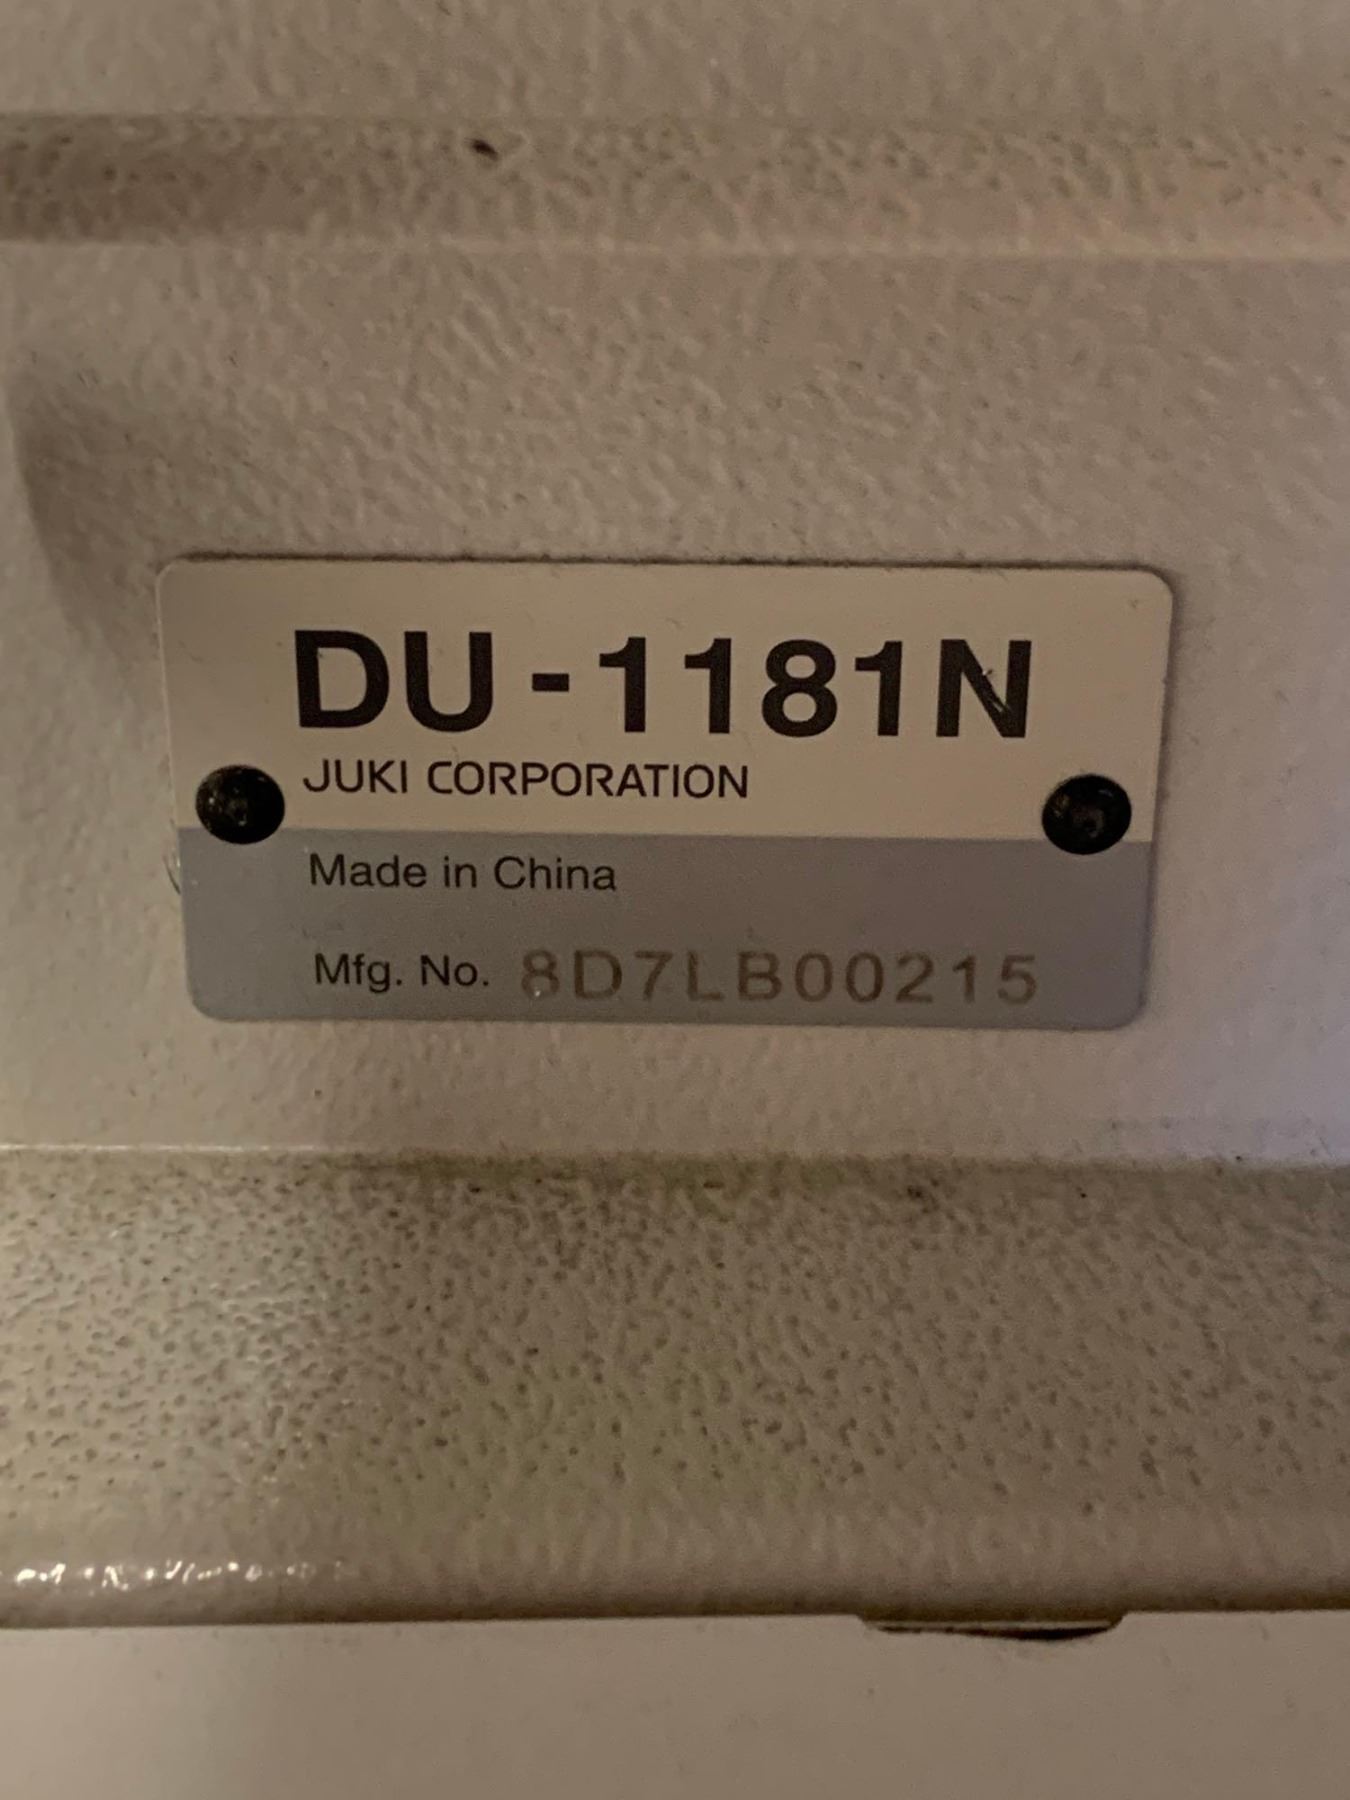 DU-1181N
JUKI CORPORATION
Made in China
Mfg. No. 8D7LB00215